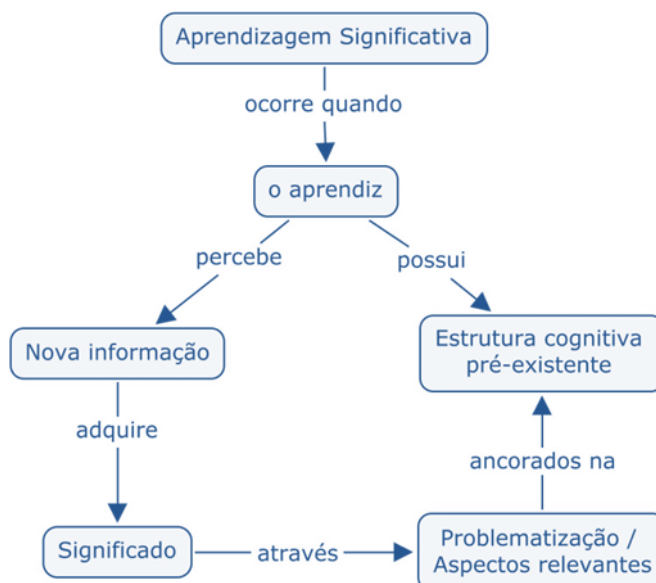 Aprendizagem Significativa
ocorre quando
o aprendiz
percebe
possui
Nova informação
Estrutura cognitiva
pré-existente
adquire
ancorados na
Significado
através
Problematização /
Aspectos relevantes